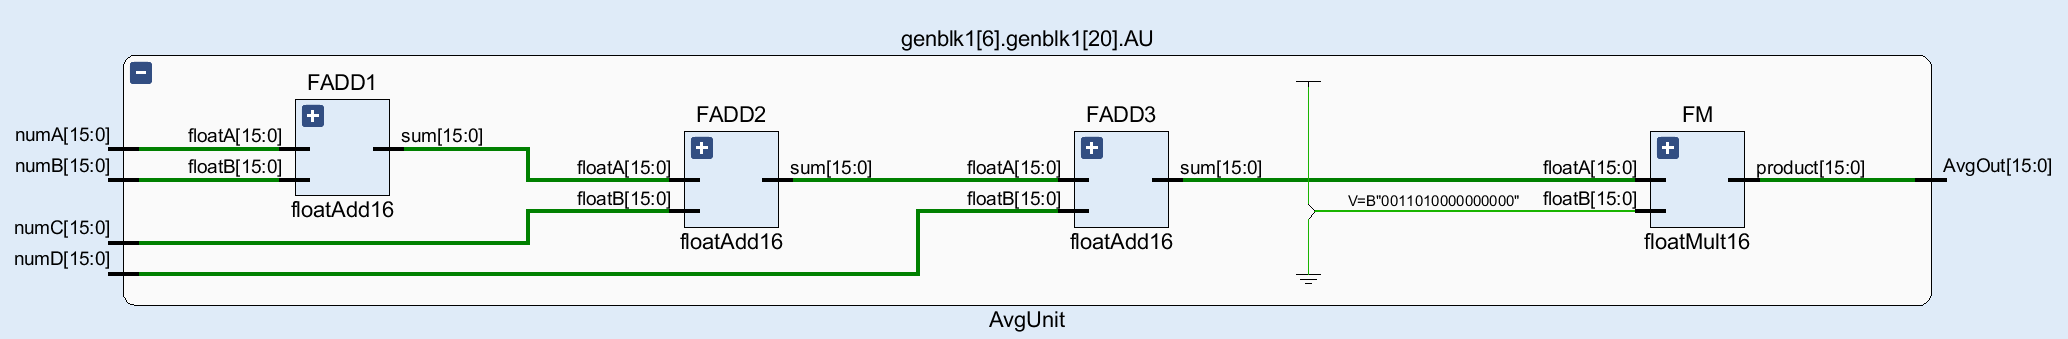 genblk1[6].genblk1[20].AU
FADD1
FADD2
FADD3
FM
numA[15:0]
floatA[15:0]
sum[15:0]
numB[15:0]
floatB[15:0]
floatA[15:0]
sum[15:0]
floatA[15:0]
sum[15:0]
floatA[15:0]
product[15:0]
AvgOut[15:0]
floatB[15:0]
floatB[15:0]
V=B"0011010000000000"
floatB[15:0]
floatAdd16
numC[15:0]
floatAdd16
floatAdd16
floatMult16
numD[15:0]
AvgUnit